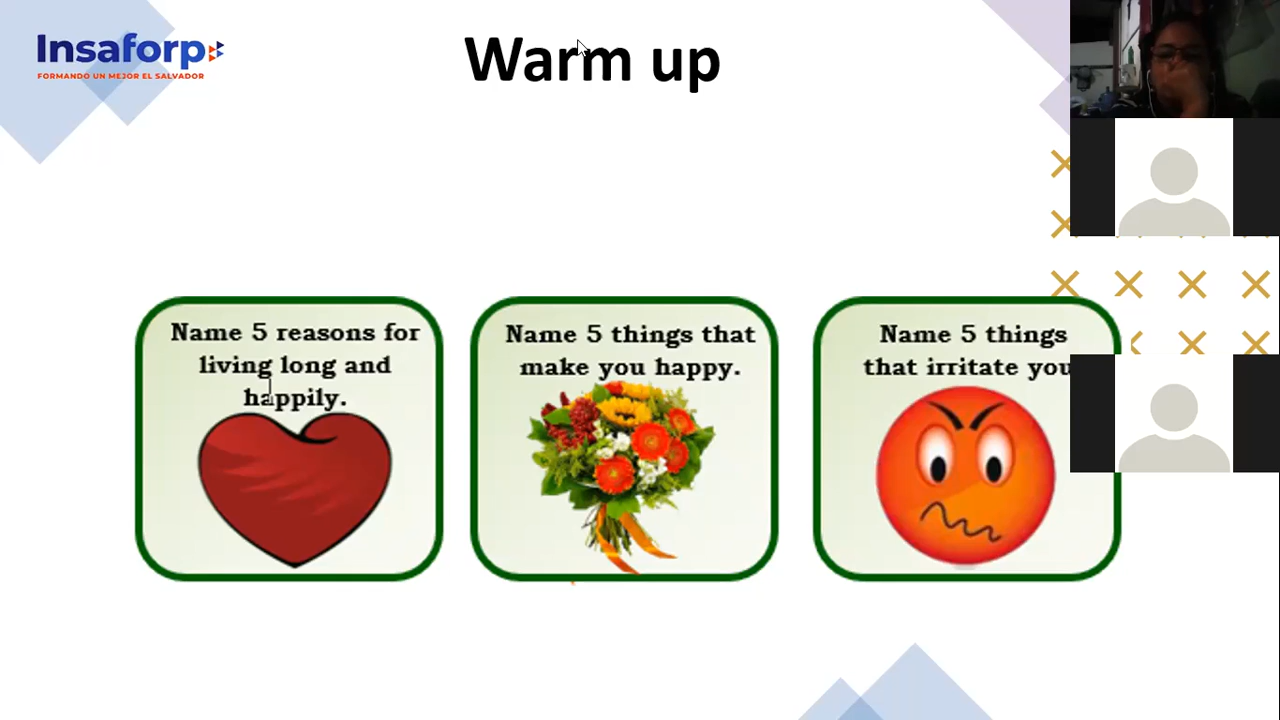 Insaforp
FORMANDO UN MEJOR EL SALVADOR
Warm up
Name 5 reasons for
living long and
happily.
Name 5 things that
make you happy.
Name 5 things
that irritate you